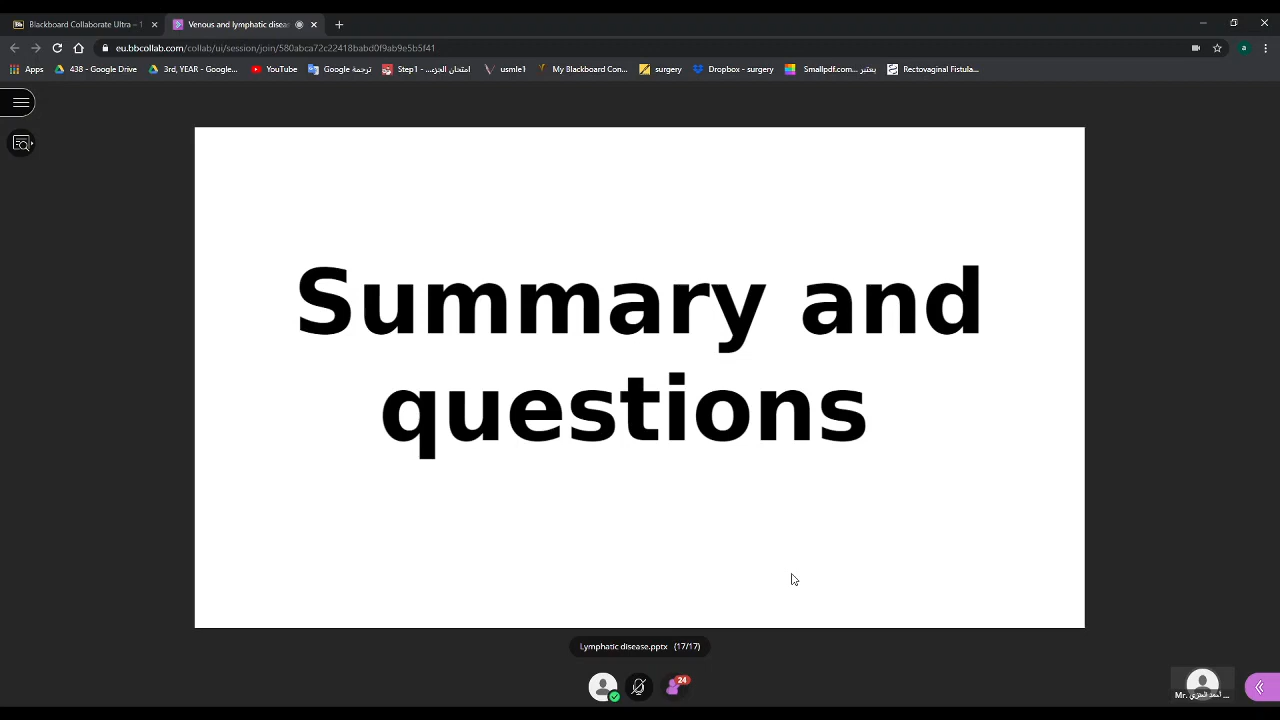 Blackboard Collaborate Ultra – 1
Venous and lymphatic disea
eu.bbcollab.com/collab/ui/session/join/580abca72c22418babd0f9ab9e5b5f41
a
Apps
438 - Google Drive
3rd, YEAR - Google...
YouTube
ترجمة Google
امتحان الجزء... - Step1
usmle1
My Blackboard Con...
surgery
Dropbox - surgery
يعتبر ...Smallpdf.com
Rectovaginal Fistula...
Summary and
questions
Lymphatic disease.pptx (17/17)
24
Mr. أحمد العنزي ...